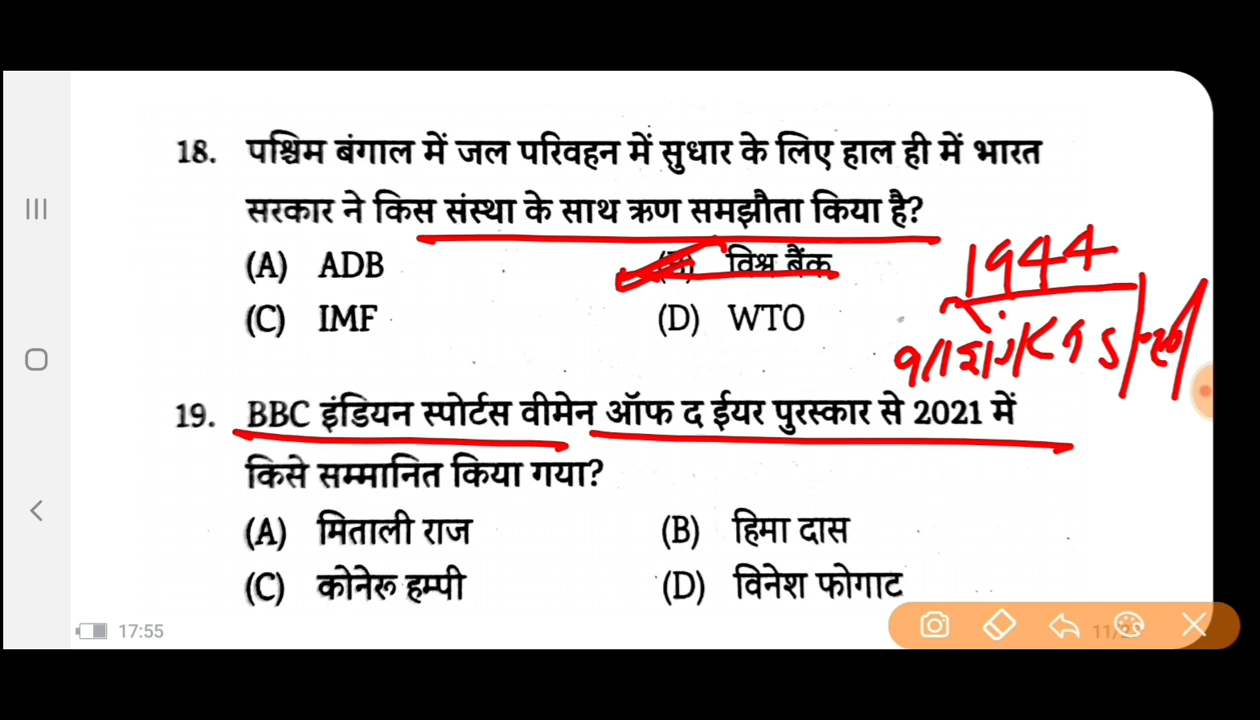 18. पश्चिम बंगाल में जल परिवहन में सुधार के लिए हाल ही में भारत
सरकार ने किस संस्था के साथ ऋण समझौता किया है?
(A) ADB
विश्व बैंक
(C) IMF
(D) WTO
1944
19. BBC इंडियन स्पोर्टस वीमेन ऑफ द ईयर पुरस्कार से 2021 में
किसे सम्मानित किया गया?
(A) मिताली राज
(B) हिमा दास
(C) कोनेरू हम्पी
(D) विनेश फोगाट
17:55